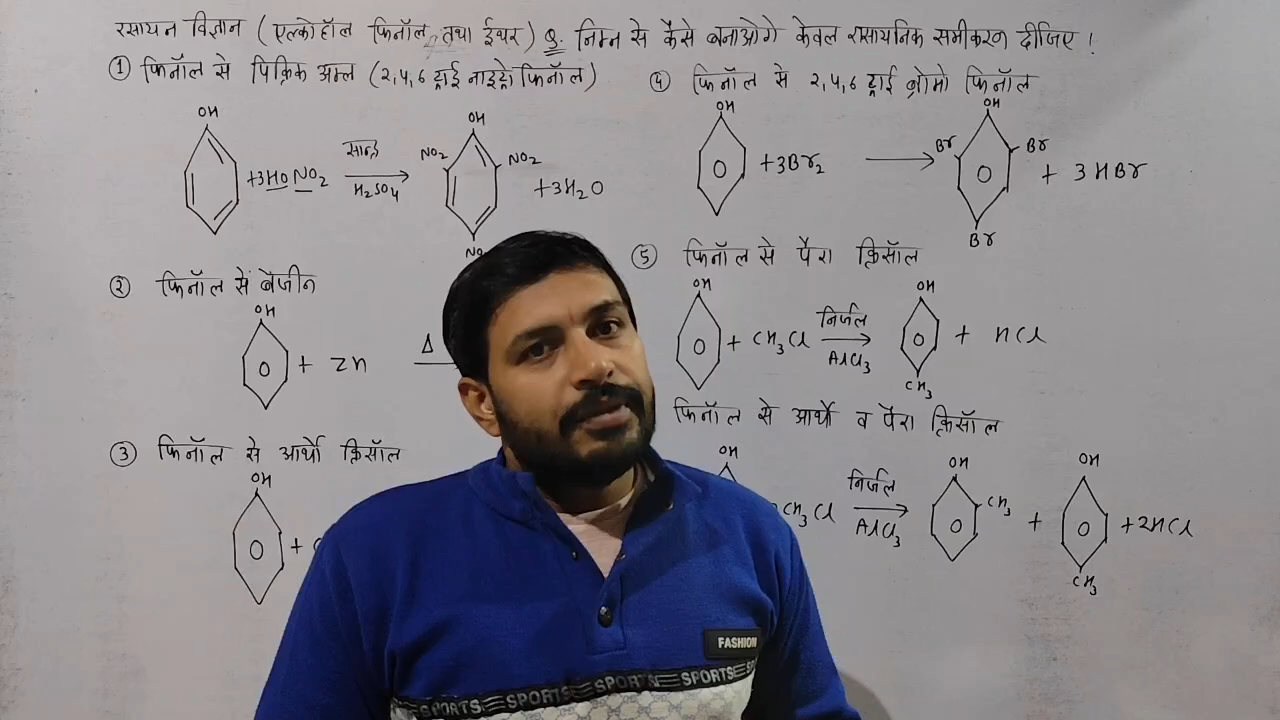 रसायन विज्ञान ( एल्कोहॉल फिनॉल तथा ईथर ) Q. निम्न से कैसे बनाओगे केवल रासायनिक समीकरन दीजिए !
① फिनॉल से पिक्रिक अम्ल (2,4,6 ट्राई नाइट्रो फिनॉल)
OH
+3HONO2
सान्द्र
H2SO4
OH
NO2
NO2
NO
+3H2O
② फिनॉल सें बेंजीन
OH
+ Zn
Δ
③ फिनॉल से आर्थो क्रिसॉल
OH
+ C
④ फिनॉल से 2,4,6 ट्राई ब्रोमो फिनॉल
OH
+3Br2
OH
Br
Br
Br
+ 3HBr
⑤ फिनॉल से पैरा क्रिसॉल
OH
+ CH3Cl
निर्जल
AlCl3
OH
CH3
+ HCl
फिनॉल से आर्थो व पैरा क्रिसॉल
OH
CH3Cl
निर्जल
AlCl3
OH
CH3
+
OH
CH3
+2HCl
FASHION
SPORTS SPORTS SPORTS